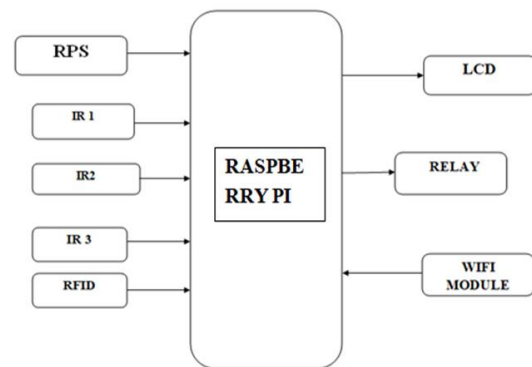 RPS
IR 1
IR2
IR 3
RFID
RASPBE
RRY PI
LCD
RELAY
WIFI
MODULE